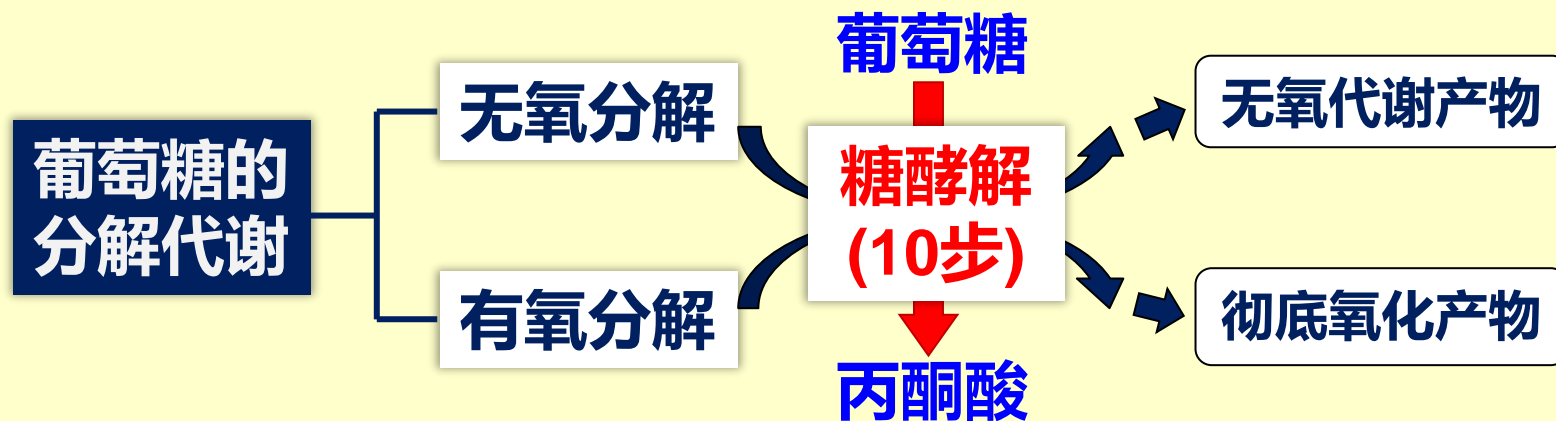 葡萄糖的
分解代谢
无氧分解
有氧分解
葡萄糖
糖酵解
(10步)
丙酮酸
无氧代谢产物
彻底氧化产物